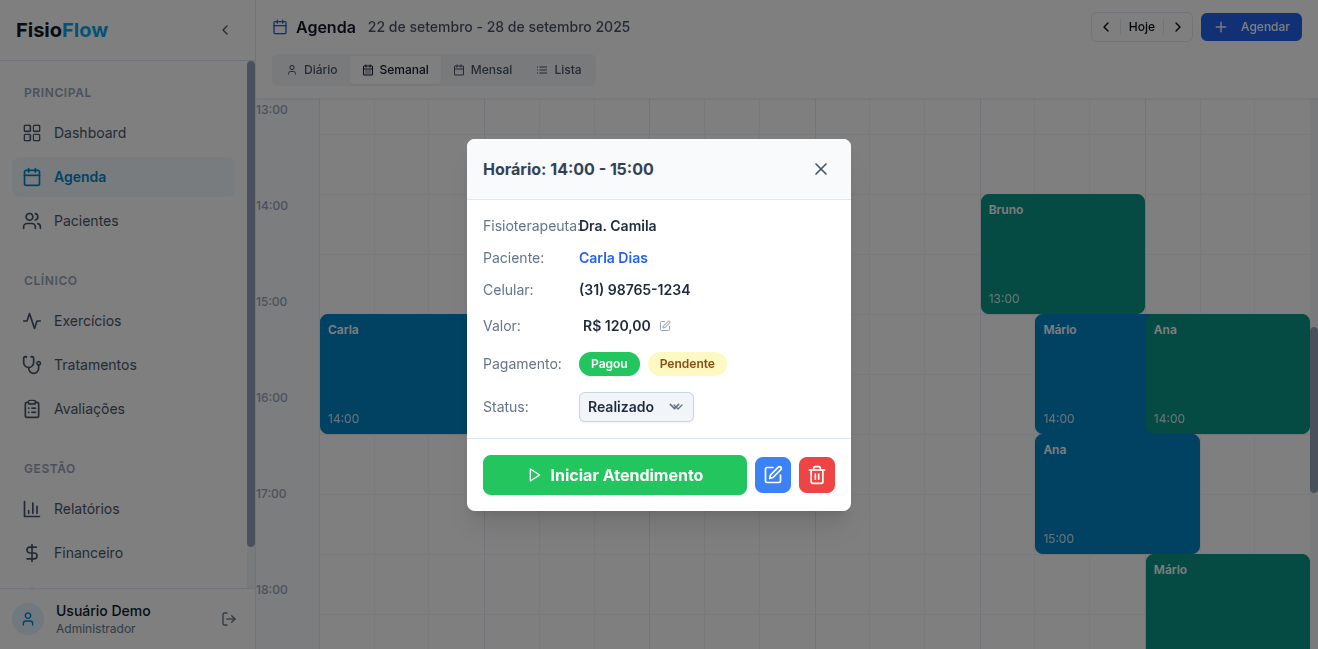 FisioFlow
PRINCIPAL
Dashboard
Agenda
Pacientes
CLÍNICO
Exercícios
Tratamentos
Avaliações
GESTÃO
Relatórios
Financeiro
Usuário Demo
Administrador
Agenda 22 de setembro - 28 de setembro 2025
Hoje
Agendar
Diário Semanal Mensal Lista
13:00
14:00
15:00
16:00
17:00
18:00
Carla
14:00
Bruno
13:00
Mário
14:00
Ana
14:00
Ana
15:00
Mário
Horário: 14:00 - 15:00
Fisioterapeuta: Dra. Camila
Paciente: Carla Dias
Celular: (31) 98765-1234
Valor: R$ 120,00
Pagamento: Pagou Pendente
Status: Realizado
Iniciar Atendimento